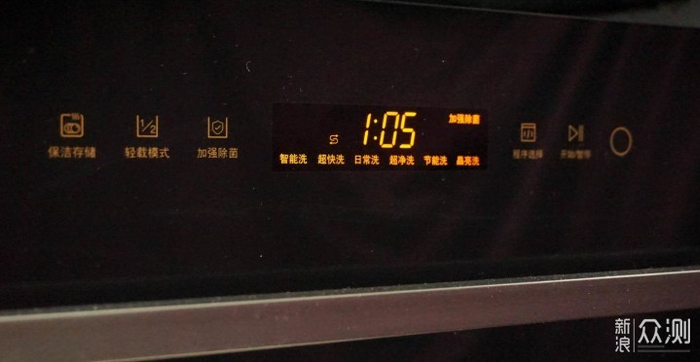 1/2
保洁存储 轻载模式 加强除菌
1:05 加强除菌
智能洗 超快洗 日常洗 超净洗 节能洗 晶亮洗
程序选择 开始/暂停
新浪 众测